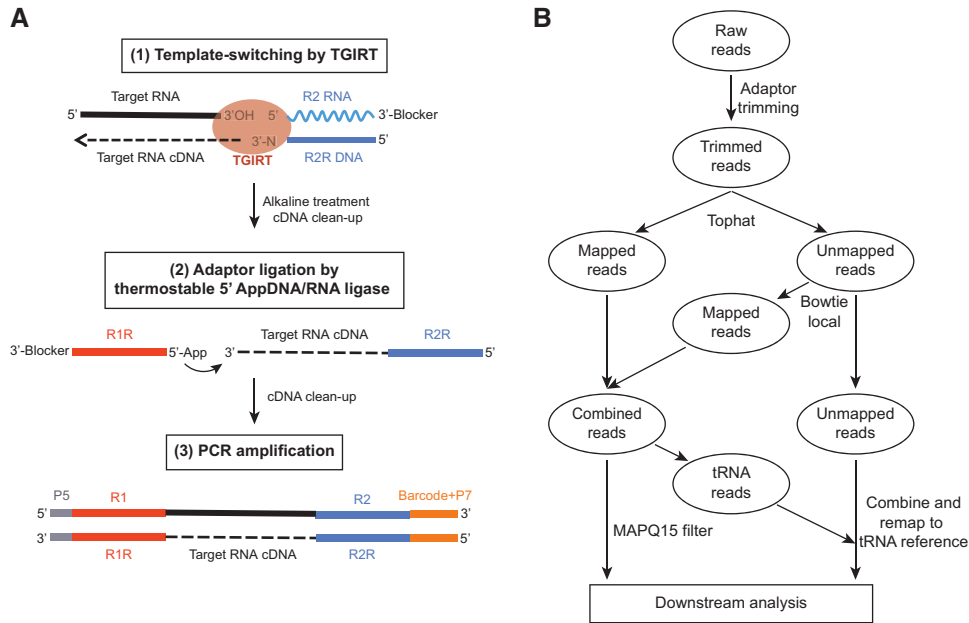 A
(1) Template-switching by TGIRT
Target RNA
R2 RNA
5’
3’OH
5’
3’-Blocker
3’-N
5’
Target RNA cDNA
TGIRT
R2R DNA
Alkaline treatment
cDNA clean-up
(2) Adaptor ligation by
thermostable 5’ AppDNA/RNA ligase
R1R
Target RNA cDNA
R2R
3’-Blocker
5’-App
3’
5’
cDNA clean-up
(3) PCR amplification
P5
R1
R2
Barcode+P7
5’
3’
3’
5’
R1R
Target RNA cDNA
R2R
B
Raw
reads
Adaptor
trimming
Trimmed
reads
Tophat
Mapped
reads
Unmapped
reads
Mapped
reads
Bowtie
local
Combined
reads
Unmapped
reads
tRNA
reads
MAPQ15 filter
Combine and
remap to
tRNA reference
Downstream analysis